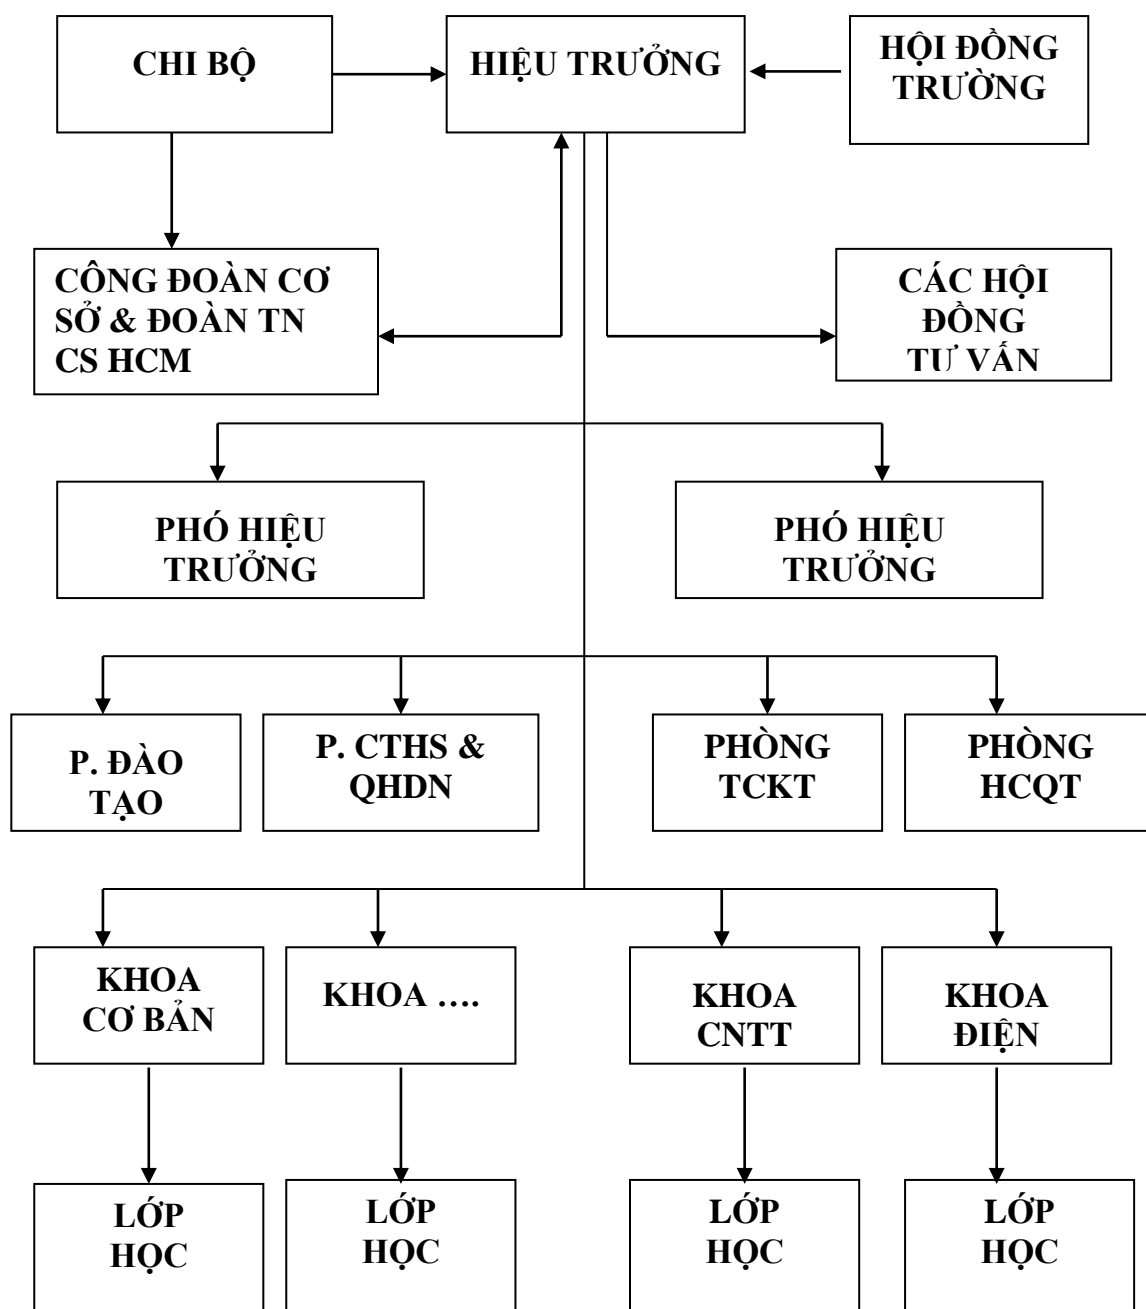 CHI BỘ
HIỆU TRƯỞNG
HỘI ĐỒNG
TRƯỜNG
CÔNG ĐOÀN CƠ
SỞ & ĐOÀN TN
CS HCM
CÁC HỘI
ĐỒNG
TƯ VẤN
PHÓ HIỆU
TRƯỞNG
PHÓ HIỆU
TRƯỞNG
P. ĐÀO
TẠO
P. CTHS &
QHDN
PHÒNG
TCKT
PHÒNG
HCQT
KHOA
CƠ BẢN
KHOA ….
KHOA
CNTT
KHOA
ĐIỆN
LỚP
HỌC
LỚP
HỌC
LỚP
HỌC
LỚP
HỌC